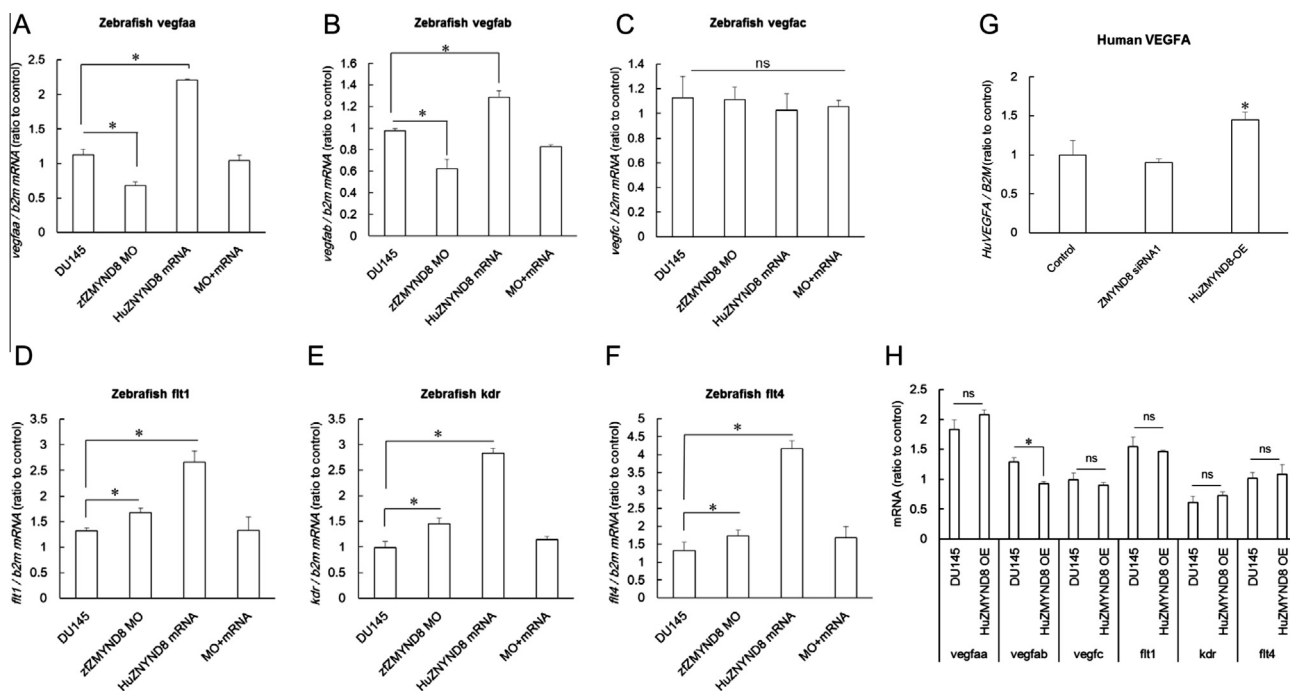 A
Zebrafish vegfaa
vegfaa / b2m mRNA (ratio to control)
2.5
2
1.5
1
0.5
0
*
*
DU145
zfZMYND8 MO
HuZNYND8 mRNA
MO+mRNA
B
Zebrafish vegfab
vegfab / b2m mRNA (ratio to control)
1.6
1.4
1.2
1
0.8
0.6
0.4
0.2
0
*
*
DU145
zfZMYND8 MO
HuZNYND8 mRNA
MO+mRNA
C
Zebrafish vegfac
vegfc / b2m mRNA (ratio to control)
1.6
1.4
1.2
1
0.8
0.6
0.4
0.2
0
ns
DU145
zfZMYND8 MO
HuZNYND8 mRNA
MO+mRNA
G
Human VEGFA
HuVEGFA / B2M (ratio to control)
2
1.5
1
0.5
0
*
Control
ZMYND8 siRNA1
HuZMYND8-OE
D
Zebrafish flt1
flt1 / b2m mRNA (ratio to control)
3.5
3
2.5
2
1.5
1
0.5
0
*
*
DU145
zfZMYND8 MO
HuZNYND8 mRNA
MO+mRNA
E
Zebrafish kdr
kdr / b2m mRNA (ratio to control)
3.5
3
2.5
2
1.5
1
0.5
0
*
*
DU145
zfZMYND8 MO
HuZNYND8 mRNA
MO+mRNA
F
Zebrafish flt4
flt4 / b2m mRNA (ratio to control)
5
4.5
4
3.5
3
2.5
2
1.5
1
0.5
0
*
*
DU145
zfZMYND8 MO
HuZNYND8 mRNA
MO+mRNA
H
mRNA (ratio to control)
2.5
2
1.5
1
0.5
0
ns
*
ns
ns
ns
ns
DU145
HuZMYND8 OE
DU145
HuZMYND8 OE
DU145
HuZMYND8 OE
DU145
HuZMYND8 OE
DU145
HuZMYND8 OE
DU145
HuZMYND8 OE
vegfaa
vegfab
vegfc
flt1
kdr
flt4